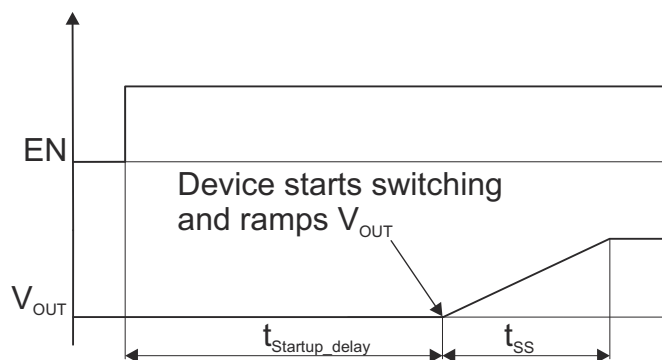 EN
Device starts switching
and ramps VOUT
VOUT
tStartup_delay
tSS